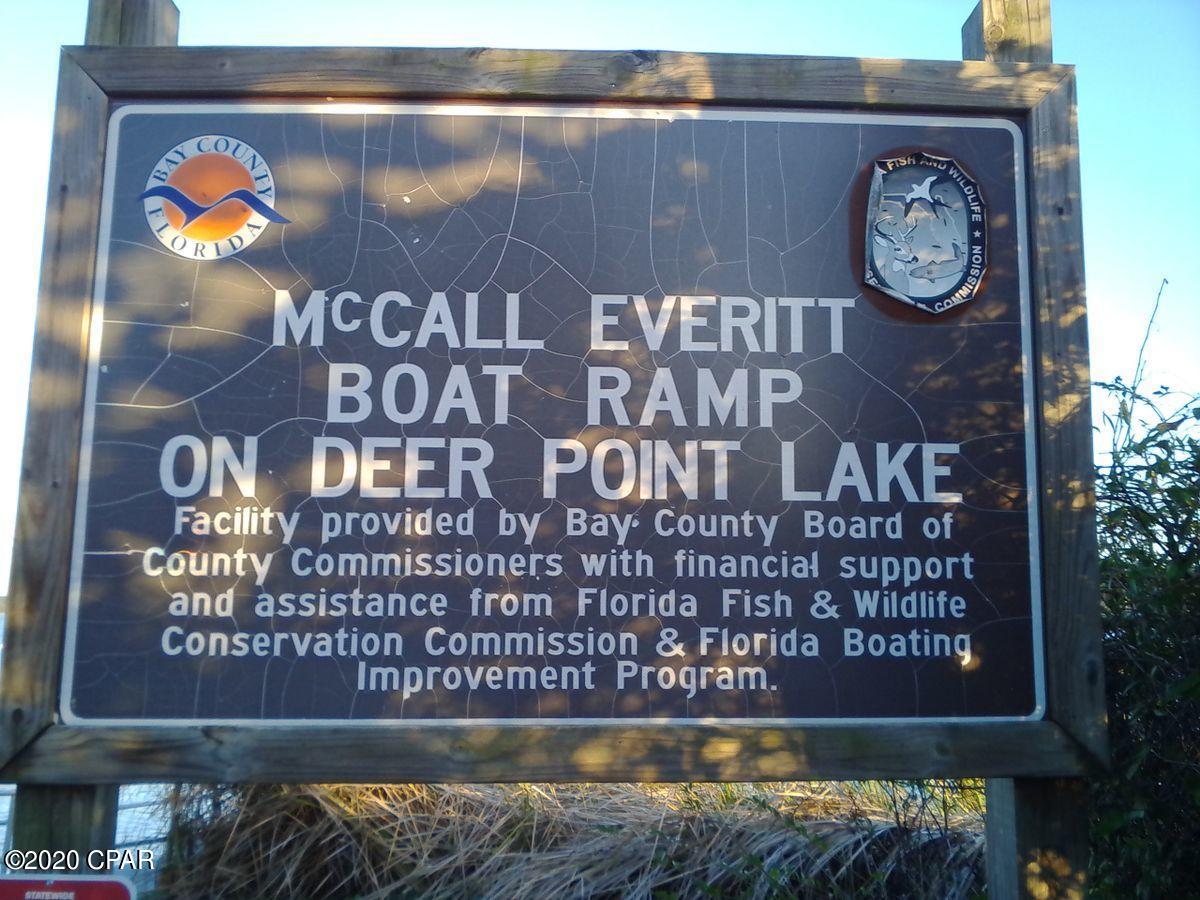 BAY COUNTY
FLORIDA
FISH AND WILDLIFE
COMMISSION
McCALL EVERITT
BOAT RAMP
ON DEER POINT LAKE
Facility provided by Bay County Board of
County Commissioners with financial support
and assistance from Florida Fish & Wildlife
Conservation Commission & Florida Boating
Improvement Program.
©2020 CPAR
STATEWIDE